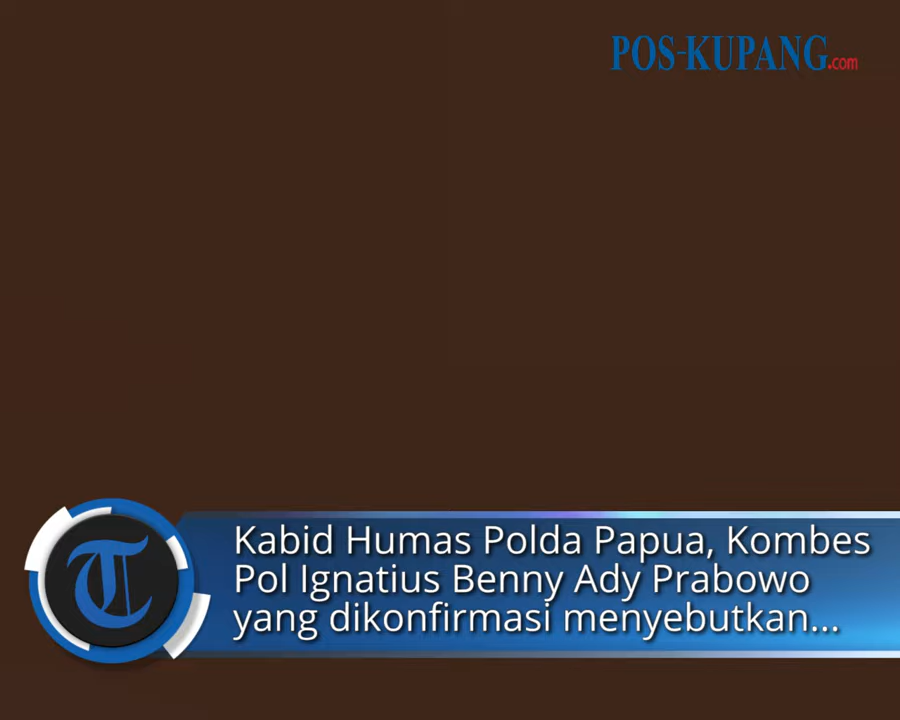 POS-KUPANG.com
Kabid Humas Polda Papua, Kombes
Pol Ignatius Benny Ady Prabowo
yang dikonfirmasi menyebutkan...
T